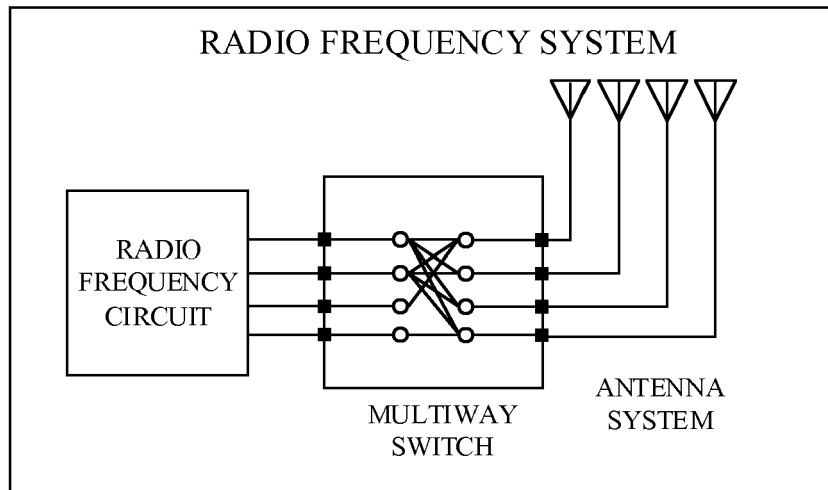 RADIO FREQUENCY SYSTEM
RADIO
FREQUENCY
CIRCUIT
MULTIWAY
SWITCH
ANTENNA
SYSTEM